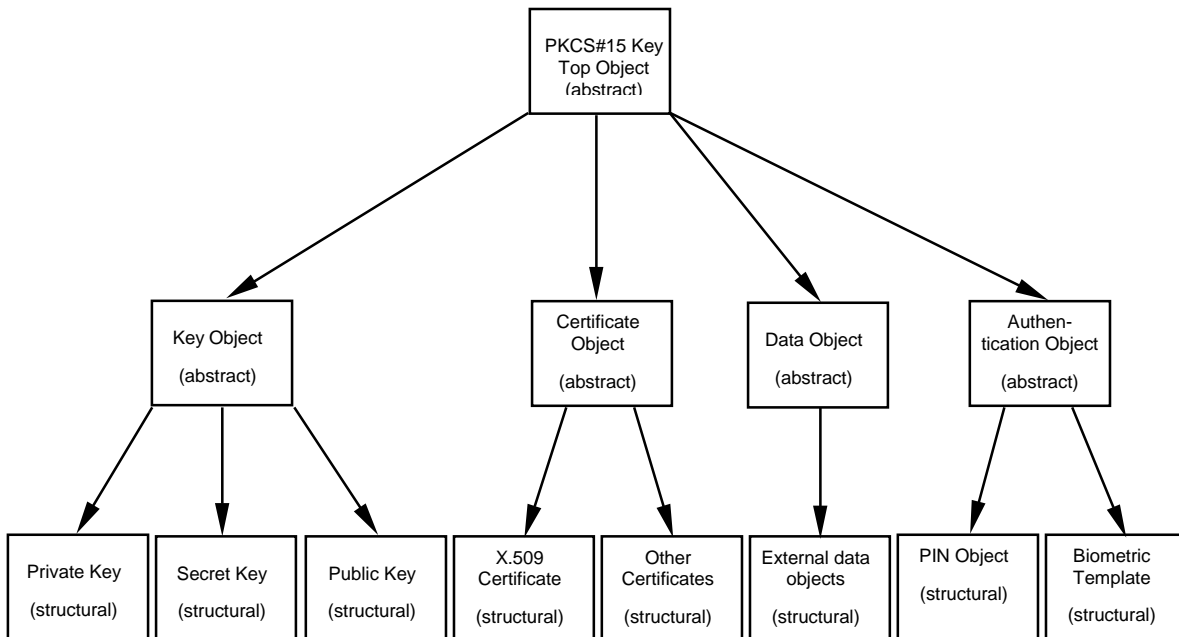 PKCS#15 Key
Top Object
(abstract)
Key Object
(abstract)
Certificate
Object
(abstract)
Data Object
(abstract)
Authen-
tication Object
(abstract)
Private Key
(structural)
Secret Key
(structural)
Public Key
(structural)
X.509
Certificate
(structural)
Other
Certificates
(structural)
External data
objects
(structural)
PIN Object
(structural)
Biometric
Template
(structural)